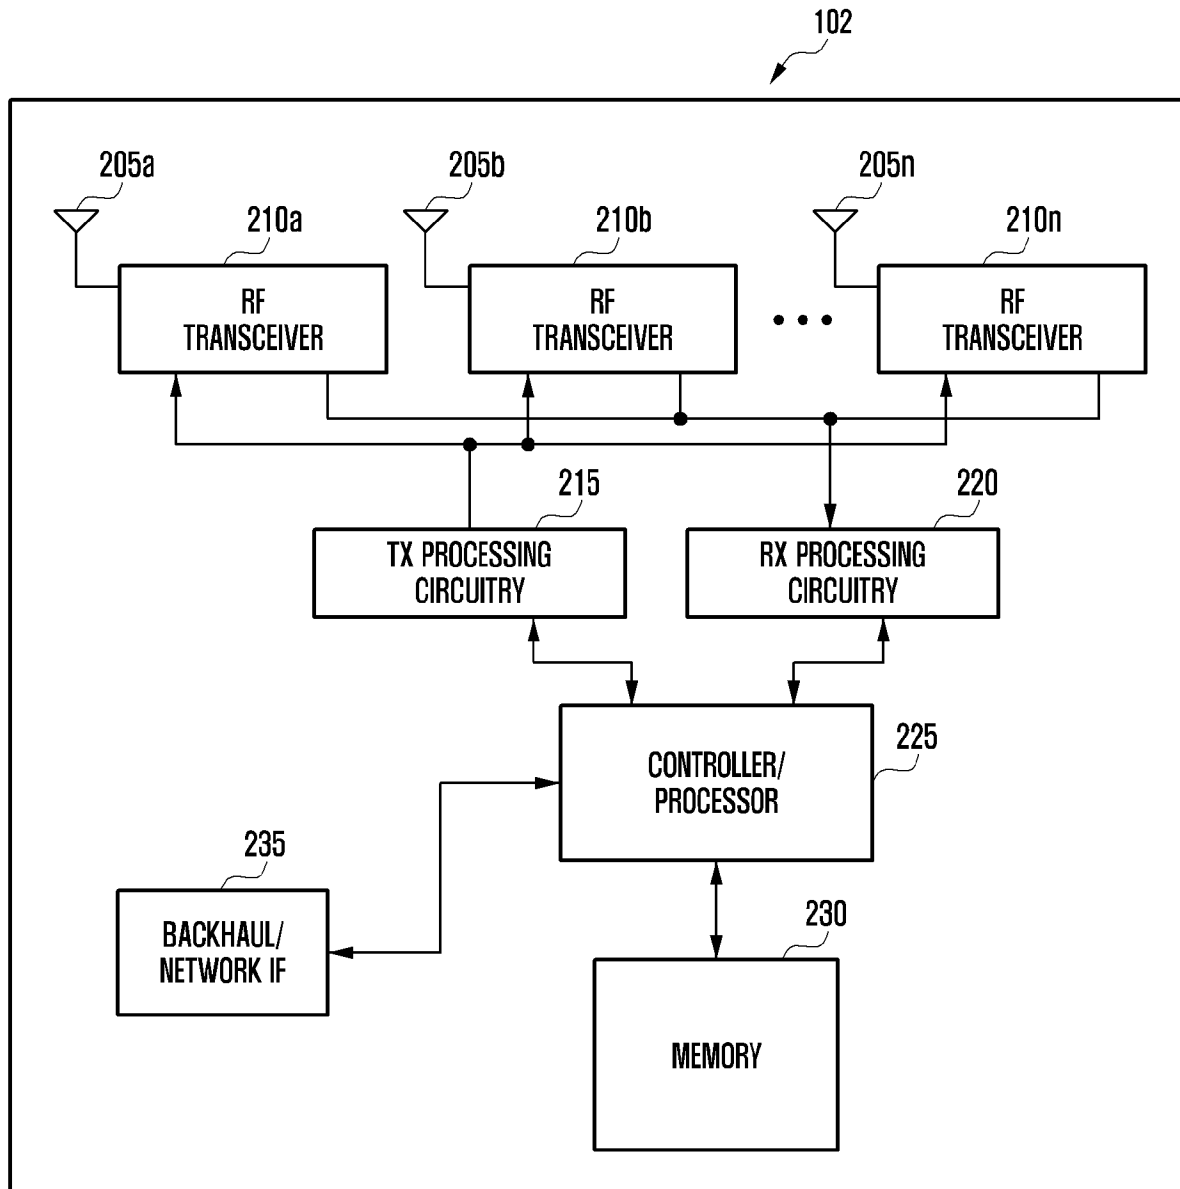 102
205a
205b
205n
210a
210b
210n
RF
TRANSCEIVER
RF
TRANSCEIVER
RF
TRANSCEIVER
215
220
TX PROCESSING
CIRCUITRY
RX PROCESSING
CIRCUITRY
225
CONTROLLER/
PROCESSOR
235
BACKHAUL/
NETWORK IF
230
MEMORY